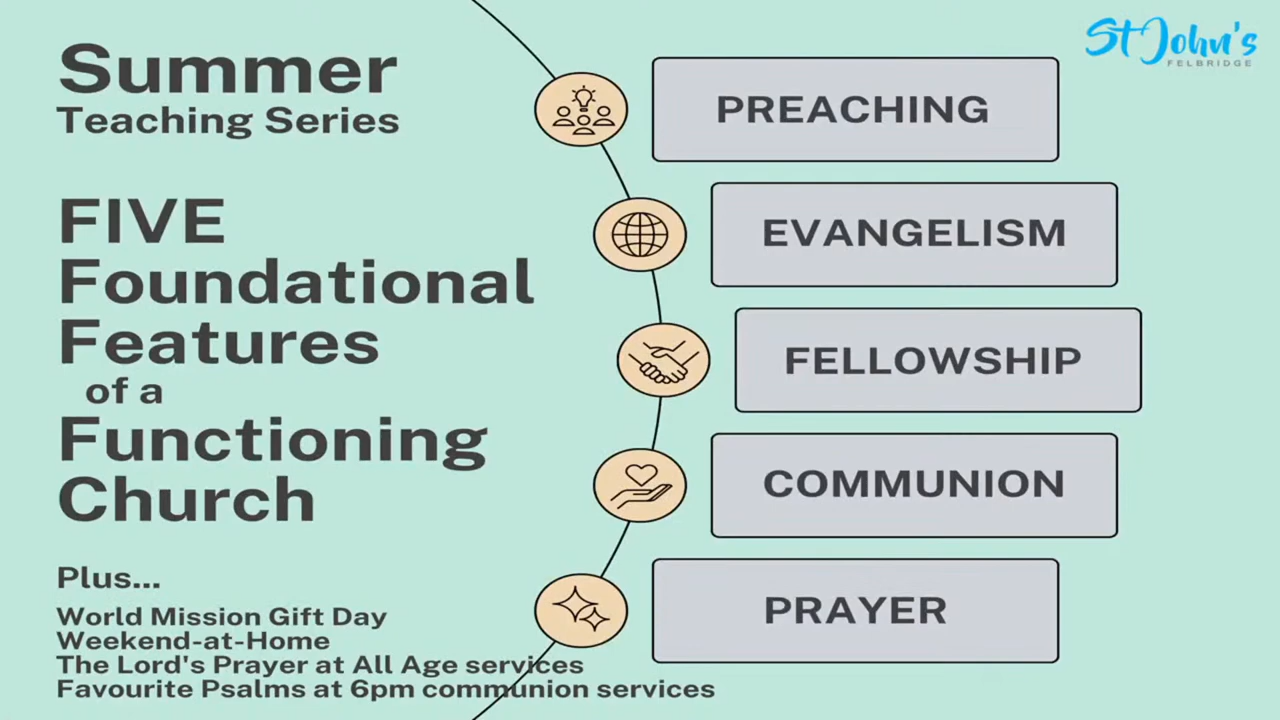 Summer
Teaching Series
FIVE
Foundational
Features
of a
Functioning
Church
Plus...
World Mission Gift Day
Weekend-at-Home
The Lord's Prayer at All Age services
Favourite Psalms at 6pm communion services
St John's
FELBRIDGE
PREACHING
EVANGELISM
FELLOWSHIP
COMMUNION
PRAYER